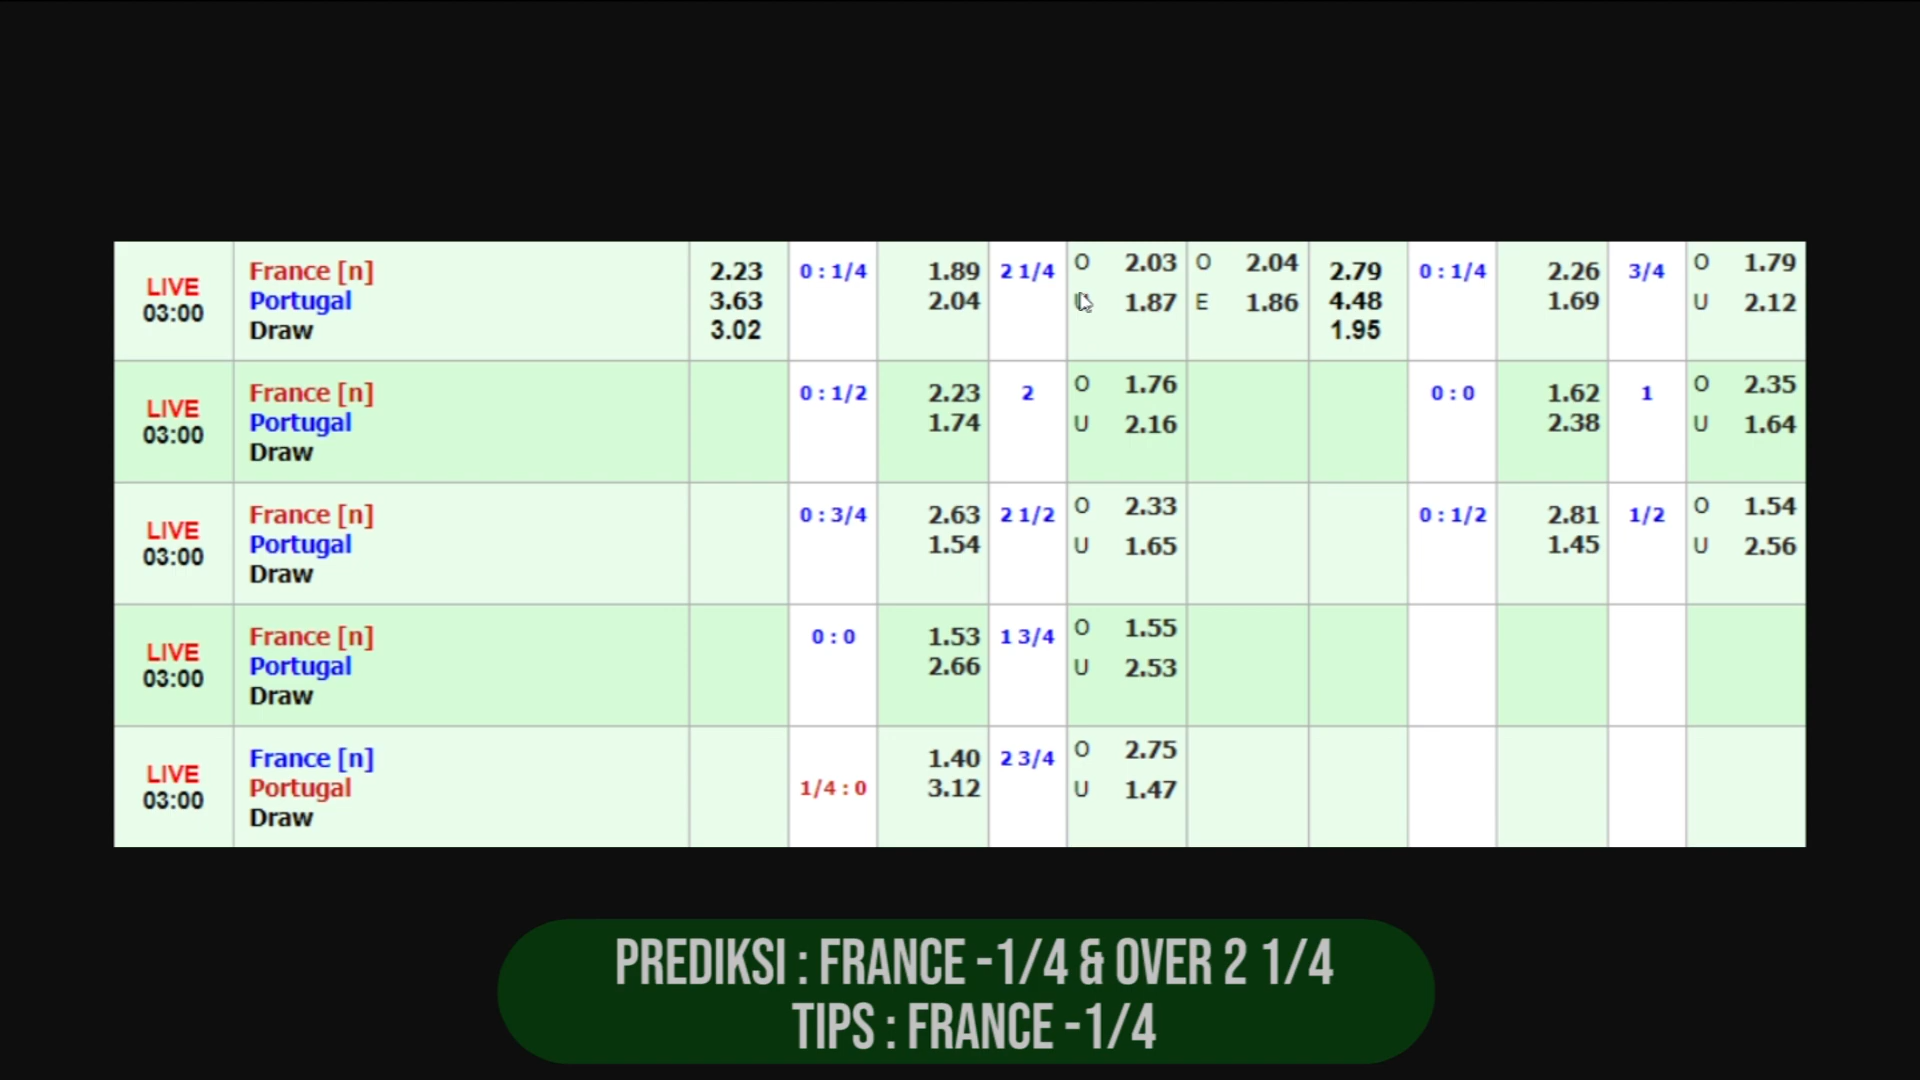 LIVE 03:00 France [n] Portugal Draw 2.23 3.63 3.02 0 : 1/4 1.89 2.04 2 1/4 O 2.03 1.87 O 2.04 E 1.86 2.79 4.48 1.95 0 : 1/4 2.26 1.69 3/4 O 1.79 U 2.12
LIVE 03:00 France [n] Portugal Draw 0 : 1/2 2.23 1.74 2 O 1.76 U 2.16 0 : 0 1.62 2.38 1 O 2.35 U 1.64
LIVE 03:00 France [n] Portugal Draw 0 : 3/4 2.63 1.54 2 1/2 O 2.33 U 1.65 0 : 1/2 2.81 1.45 1/2 O 1.54 U 2.56
LIVE 03:00 France [n] Portugal Draw 0 : 0 1.53 2.66 1 3/4 O 1.55 U 2.53
LIVE 03:00 France [n] Portugal Draw 1/4 : 0 1.40 3.12 2 3/4 O 2.75 U 1.47
PREDIKSI : FRANCE -1/4 & OVER 2 1/4
TIPS : FRANCE -1/4